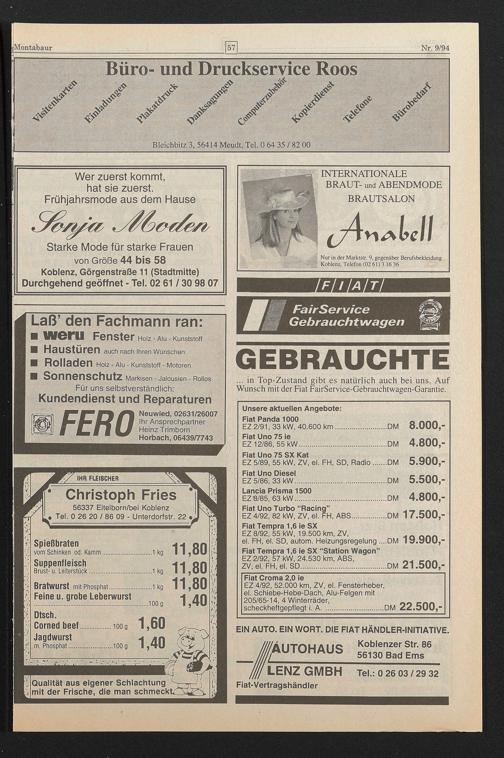 Montabaur
57
Nr. 9/94
Büro- und Druckservice Roos
Visitenkarten
Einladungen
Plakatdruck
Danksagungen
Computerzubehör
Kopierdienst
Telefone
Bürobedarf
Bleichbitz 3, 56414 Meudt, Tel. 0 64 35 / 82 00
Wer zuerst kommt,
hat sie zuerst.
Frühjahrsmode aus dem Hause
Sonja Moden
Starke Mode für starke Frauen
von Größe 44 bis 58
Koblenz, Görgenstraße 11 (Stadtmitte)
Durchgehend geöffnet - Tel. 02 61 / 30 98 07
INTERNATIONALE
BRAUT- und ABENDMODE
BRAUTSALON
Anabell
Nur in der Marktstr. 9, gegenüber Berufsbekleidung
Koblenz, Telefon (02 61) 3 36 36
Laß' den Fachmann ran:
weru Fenster Holz - Alu - Kunststoff
Haustüren auch nach Ihren Wünschen
Rolladen Holz - Alu - Kunststoff - Motoren
Sonnenschutz Markisen - Jalousien - Rollos
Für uns selbstverständlich:
Kundendienst und Reparaturen
FERO
Neuwied, 02631/26007
Ihr Ansprechpartner
Heinz Trimborn
Horbach, 06439/7743
IHR FLEISCHER
Christoph Fries
56337 Eitelborn/bei Koblenz
Tel. 0 26 20 / 86 09 - Unterdorfstr. 22
Spießbraten
vom Schinken od. Kamm 1 kg 11,80
Suppenfleisch
Brust- u. Leiterstück 1 kg 11,80
Bratwurst mit Phosphat 1 kg 11,80
Feine u. grobe Leberwurst
100 g 1,40
Dtsch.
Corned beef 100 g 1,60
Jagdwurst
m. Phosphat 100 g 1,40
Qualität aus eigener Schlachtung
mit der Frische, die man schmeckt.
FIAT
FairService
Gebrauchtwagen
GEBRAUCHTE
... in Top-Zustand gibt es natürlich auch bei uns. Auf
Wunsch mit der Fiat FairService-Gebrauchtwagen-Garantie.
Unsere aktuellen Angebote:
Fiat Panda 1000
EZ 2/91, 33 kW, 40.600 km DM 8.000,-
Fiat Uno 75 ie
EZ 12/86, 55 kW DM 4.800,-
Fiat Uno 75 SX Kat
EZ 5/89, 55 kW, ZV, el. FH, SD, Radio DM 5.900,-
Fiat Uno Diesel
EZ 5/86, 33 kW DM 5.500,-
Lancia Prisma 1500
EZ 8/85, 63 kW DM 4.800,-
Fiat Uno Turbo "Racing"
EZ 4/92, 82 kW, ZV, el. FH, ABS DM 17.500,-
Fiat Tempra 1,6 ie SX
EZ 8/92, 55 kW, 19.500 km, ZV,
el. FH, el. SD, autom. Heizungsregelung DM 19.900,-
Fiat Tempra 1,6 ie SX "Station Wagon"
EZ 2/92, 57 kW, 24.530 km, ABS,
ZV, el. FH, el. SD DM 21.500,-
Fiat Croma 2,0 ie
EZ 4/92, 52.000 km, ZV, el. Fensterheber,
el. Schiebe-Hebe-Dach, Alu-Felgen mit
205/65-14, 4 Winterräder,
scheckheftgepflegt i. A. DM 22.500,-
EIN AUTO. EIN WORT. DIE FIAT HÄNDLER-INITIATIVE.
AUTOHAUS
LENZ GMBH
Fiat-Vertragshändler
Koblenzer Str. 86
56130 Bad Ems
Tel.: 0 26 03 / 29 32